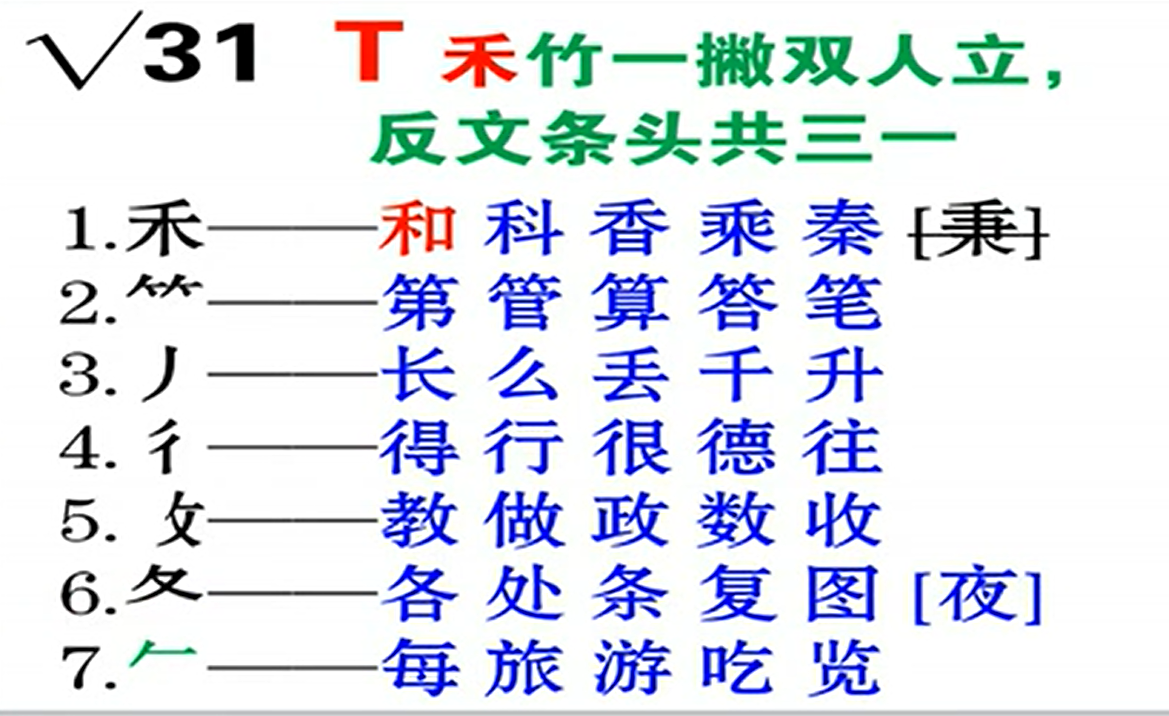 √31 T 禾竹一撇双人立，
反文条头共三一
1.禾——和 科 香 乘 秦 [秉]
2.⺮——第 管 算 答 笔
3.丿——长 么 丢 千 升
4.彳——得 行 很 德 往
5.攵——教 做 政 数 收
6.夂——各 处 条 复 图 [夜]
7.𠂉——每 旅 游 吃 览